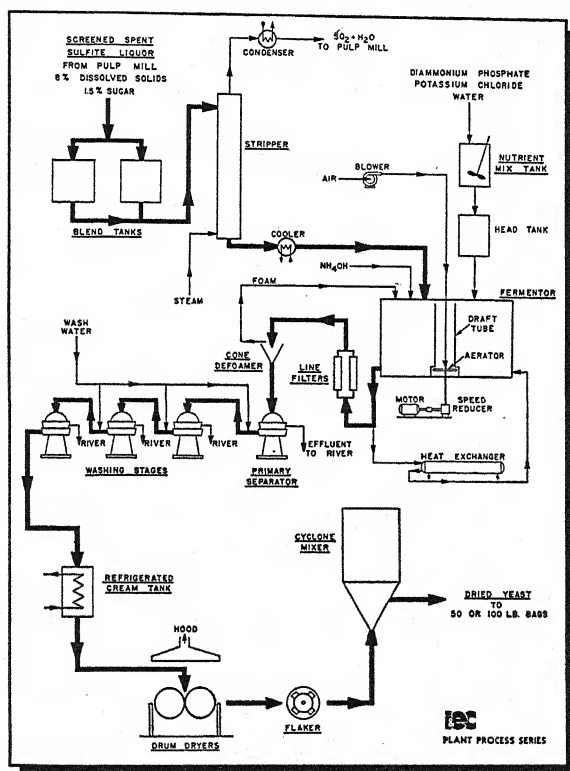 SCREENED SPENT
SULFITE LIQUOR
FROM PULP MILL
8% DISSOLVED SOLIDS
1.5% SUGAR
CONDENSER
SO2+H2O
TO PULP MILL
DIAMMONIUM PHOSPHATE
POTASSIUM CHLORIDE
WATER
STRIPPER
BLOWER
AIR
NUTRIENT
MIX TANK
BLEND TANKS
HEAD TANK
COOLER
STEAM
NH4OH
FOAM
FERMENTOR
DRAFT
TUBE
AERATOR
WASH
WATER
CONE
DEFOAMER
LINE
FILTERS
MOTOR
SPEED
REDUCER
RIVER
RIVER
RIVER
EFFLUENT
TO RIVER
WASHING STAGES
PRIMARY
SEPARATOR
HEAT EXCHANGER
CYCLONE
MIXER
REFRIGERATED
CREAM TANK
DRIED YEAST
TO
50 OR 100 LB. BAGS
HOOD
DRUM DRYERS
FLAKER
iec
PLANT PROCESS SERIES